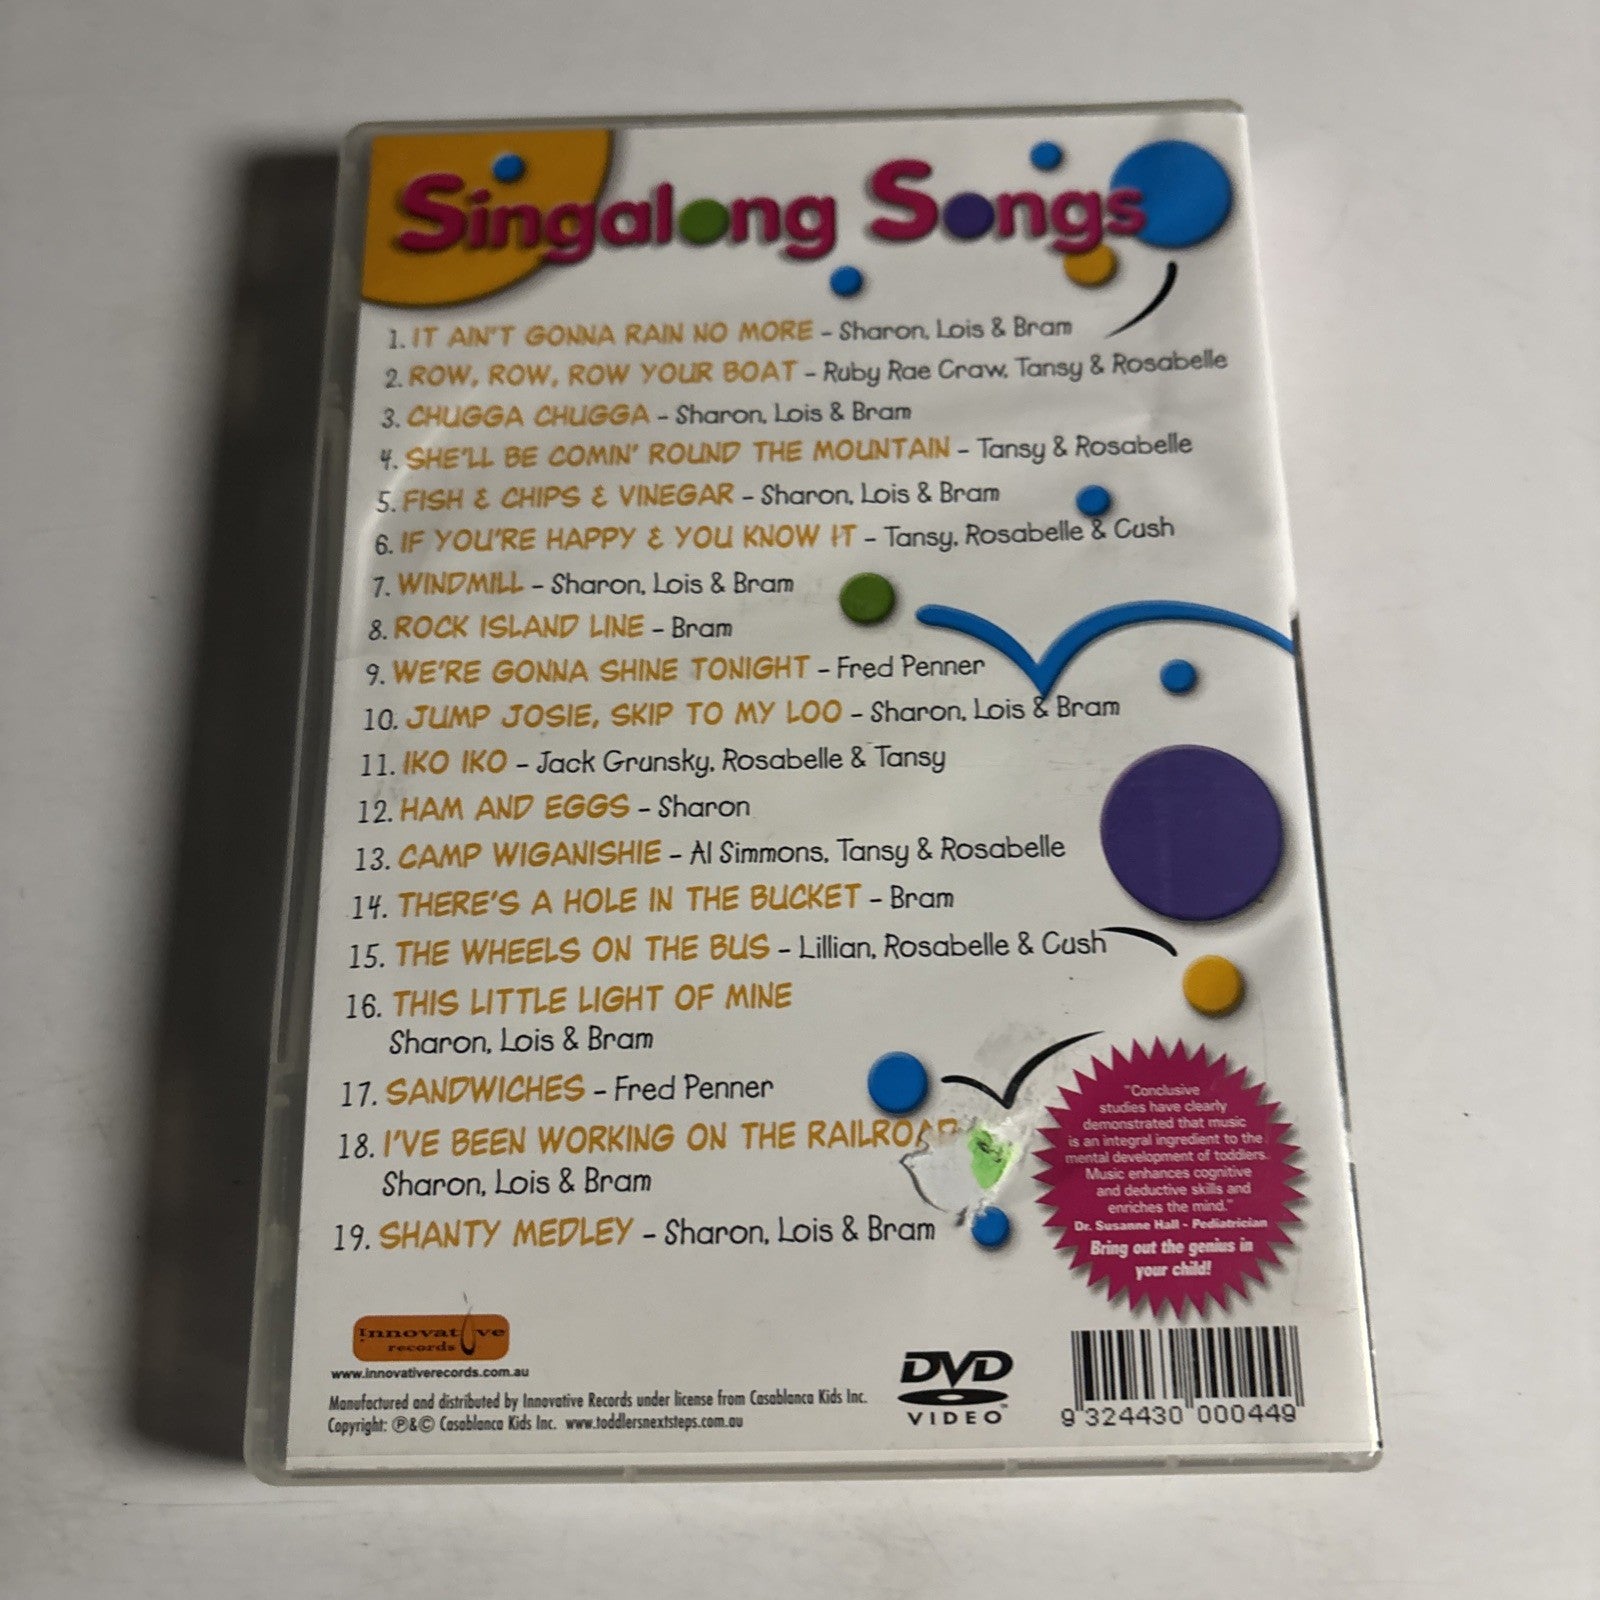 Singalong Songs
1. IT AIN'T GONNA RAIN NO MORE – Sharon, Lois & Bram
2. ROW, ROW, ROW YOUR BOAT – Ruby Rae Craw, Tansy & Rosabelle
3. CHUGGA CHUGGA – Sharon, Lois & Bram
4. SHE'LL BE COMIN' ROUND THE MOUNTAIN – Tansy & Rosabelle
5. FISH & CHIPS & VINEGAR – Sharon, Lois & Bram
6. IF YOU'RE HAPPY & YOU KNOW IT – Tansy, Rosabelle & Cush
7. WINDMILL – Sharon, Lois & Bram
8. ROCK ISLAND LINE – Bram
9. WE'RE GONNA SHINE TONIGHT – Fred Penner
10. JUMP JOSIE, SKIP TO MY LOO – Sharon, Lois & Bram
11. IKO IKO – Jack Grunsky, Rosabelle & Tansy
12. HAM AND EGGS – Sharon
13. CAMP WIGANISHIE – Al Simmons, Tansy & Rosabelle
14. THERE'S A HOLE IN THE BUCKET – Bram
15. THE WHEELS ON THE BUS – Lillian, Rosabelle & Cush
16. THIS LITTLE LIGHT OF MINE
Sharon, Lois & Bram
17. SANDWICHES – Fred Penner
18. I'VE BEEN WORKING ON THE RAILROAD
Sharon, Lois & Bram
19. SHANTY MEDLEY – Sharon, Lois & Bram
"Conclusive
studies have clearly
demonstrated that music
is an integral ingredient to the
mental development of toddlers.
Music enhances cognitive
and deductive skills and
enriches the mind."
Dr. Susanne Hall - Pediatrician
Bring out the genius in
your child!
innovative
records
www.innovativerecords.com.au
Manufactured and distributed by Innovative Records under license from Casablanca Kids Inc.
Copyright: ℗&© Casablanca Kids Inc. www.toddlersnextsteps.com.au
DVD
VIDEO™
9 324430 000449